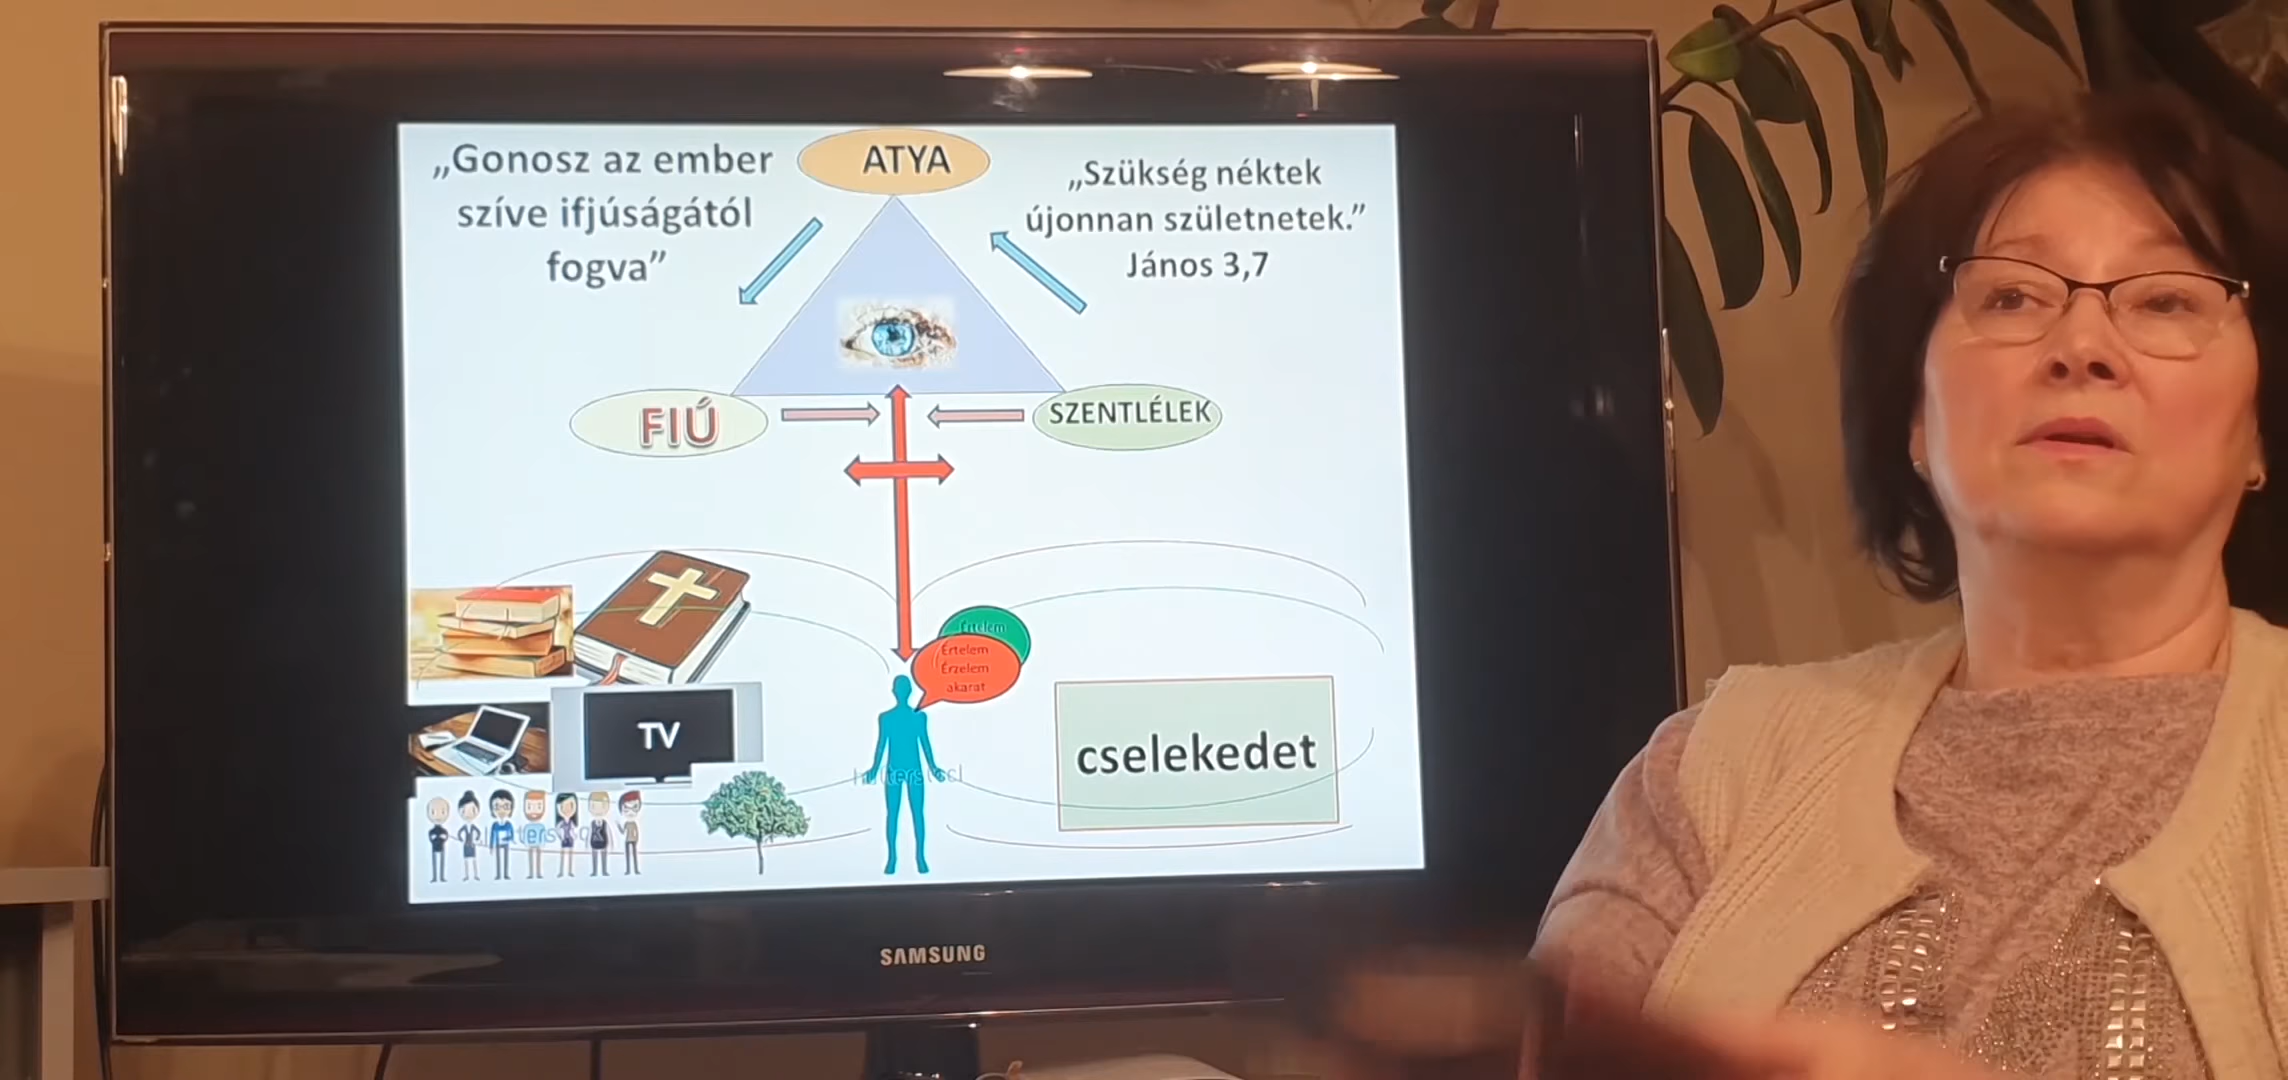 „Gonosz az ember
szíve ifjúságától
fogva”
ATYA
„Szükség néktek
újonnan születnetek.”
János 3,7
FIÚ
SZENTLÉLEK
Értelem
Értelem
Érzelem
akarat
TV
cselekedet
SAMSUNG